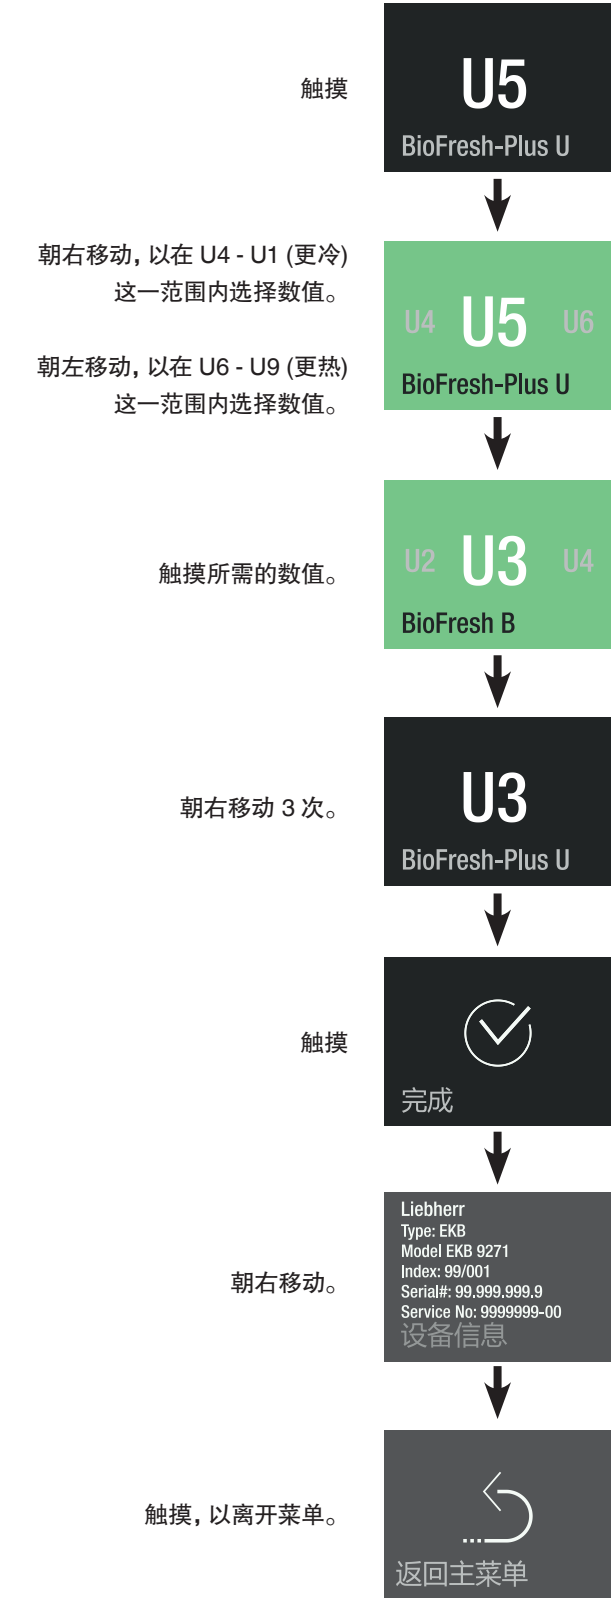 触摸
U5
BioFresh-Plus U
朝右移动，以在 U4 - U1 (更冷)
这一范围内选择数值。
朝左移动，以在 U6 - U9 (更热)
这一范围内选择数值。
U4 U5 U6
BioFresh-Plus U
触摸所需的数值。
U2 U3 U4
BioFresh B
朝右移动 3 次。
U3
BioFresh-Plus U
触摸
完成
朝右移动。
Liebherr
Type: EKB
Model EKB 9271
Index: 99/001
Serial#: 99.999.999.9
Service No: 9999999-00
设备信息
触摸，以离开菜单。
返回主菜单